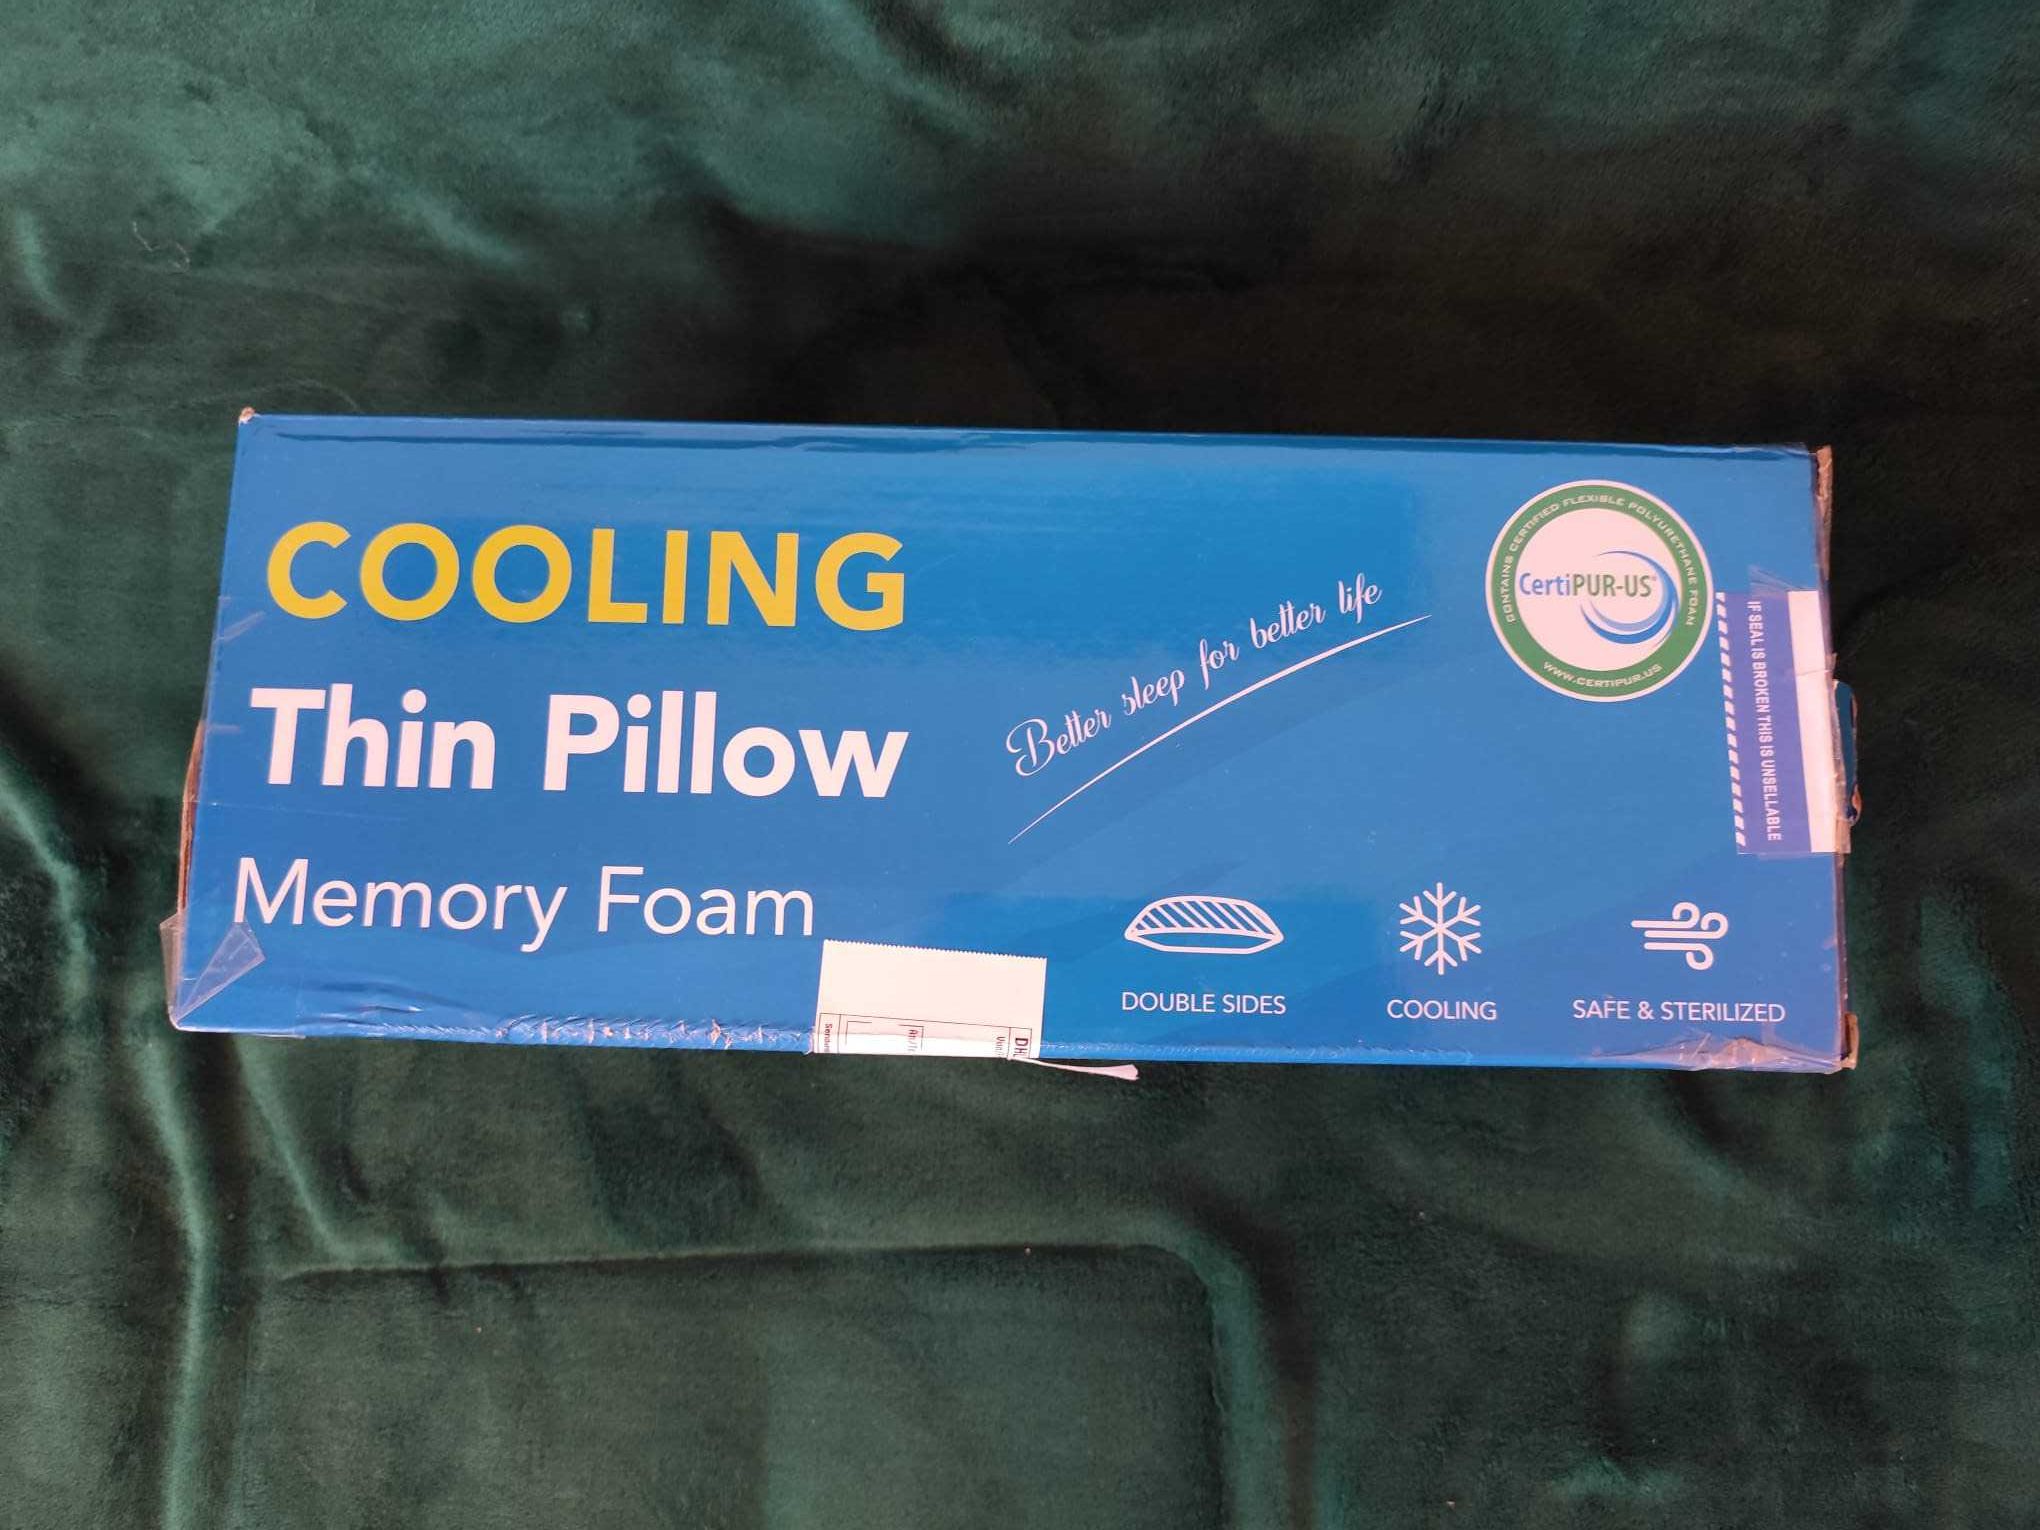 COOLING
Thin Pillow
Memory Foam
Better sleep for better life
CONTAINS CERTIFIED FLEXIBLE POLYURETHANE FOAM
CertiPUR-US®
WWW.CERTIPUR.US
IF SEAL IS BROKEN THIS IS UNSELLABLE
DOUBLE SIDES
COOLING
SAFE & STERILIZED